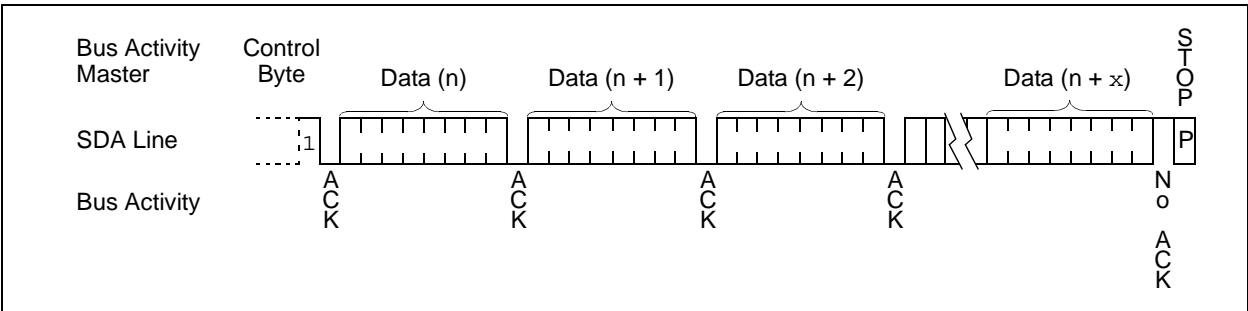 Bus Activity
Master
Control
Byte
Data (n)
Data (n + 1)
Data (n + 2)
Data (n + x)
STOP
SDA Line
1
P
Bus Activity
ACK
ACK
ACK
ACK
No ACK